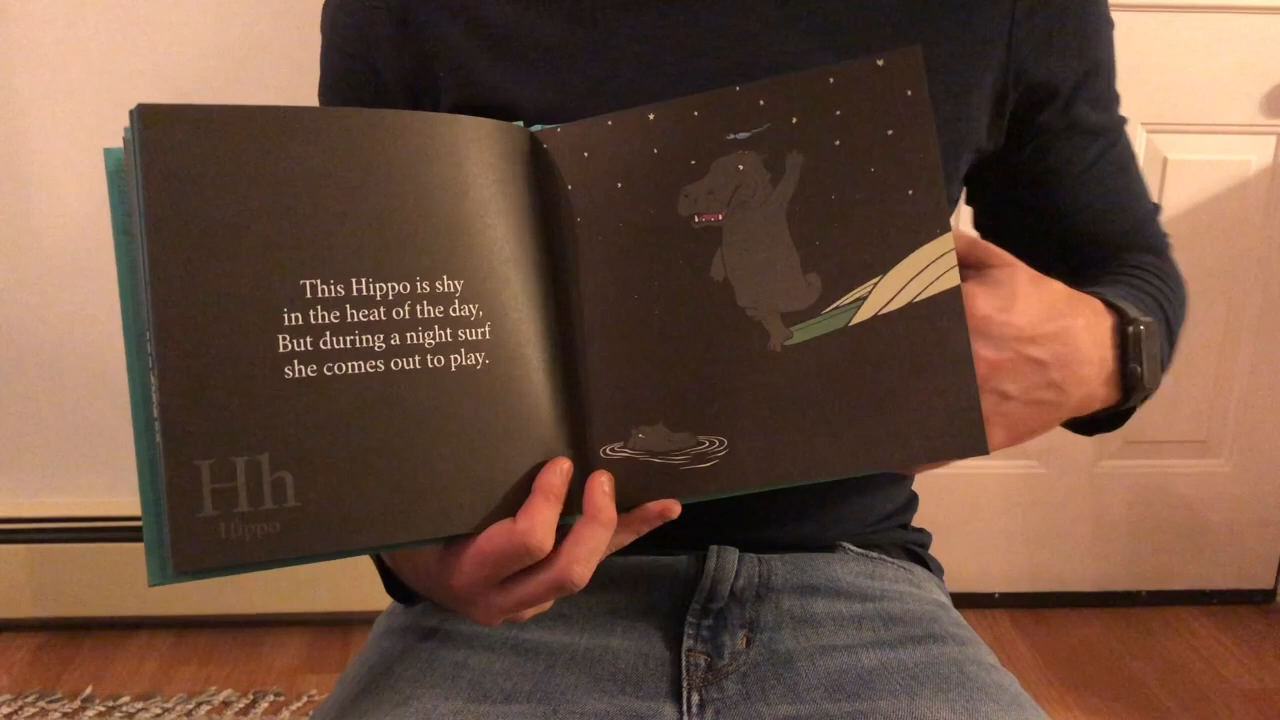 This Hippo is shy
in the heat of the day,
But during a night surf
she comes out to play.
Hh
Hippo